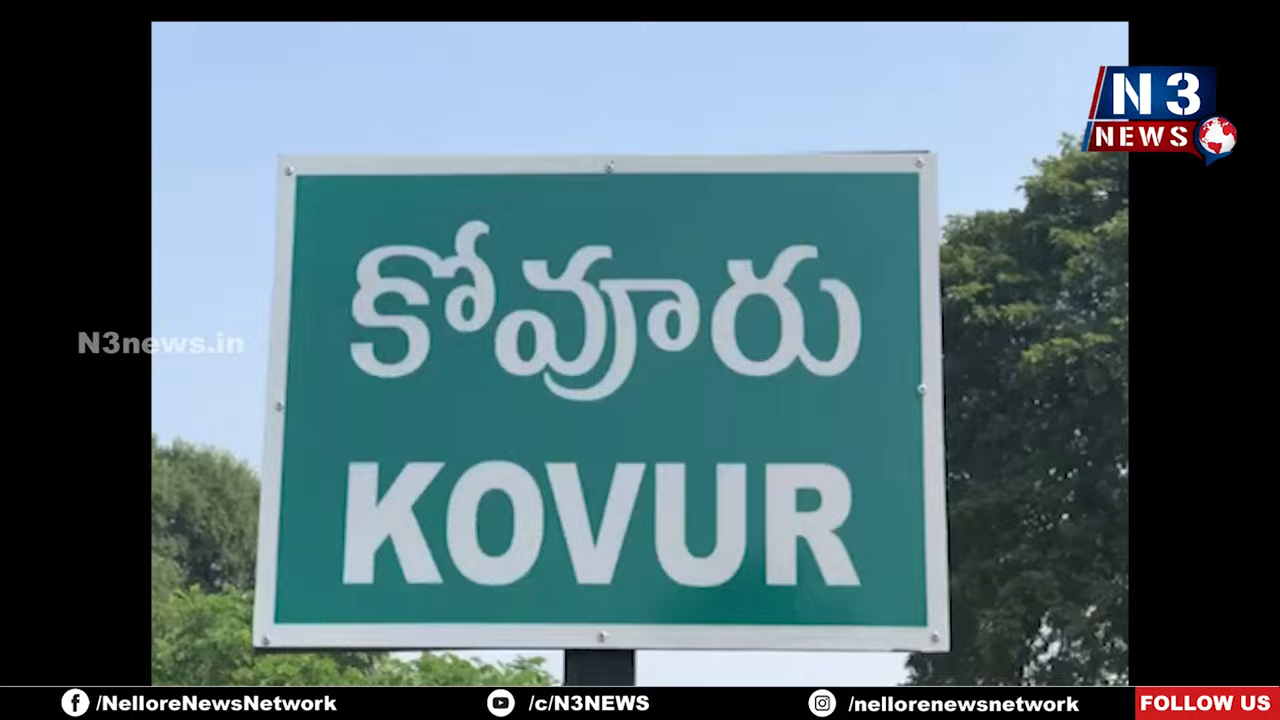 N3
NEWS
కోవూరు
N3news.in
KOVUR
/NelloreNewsNetwork
/c/N3NEWS
/nellorenewsnetwork
FOLLOW US